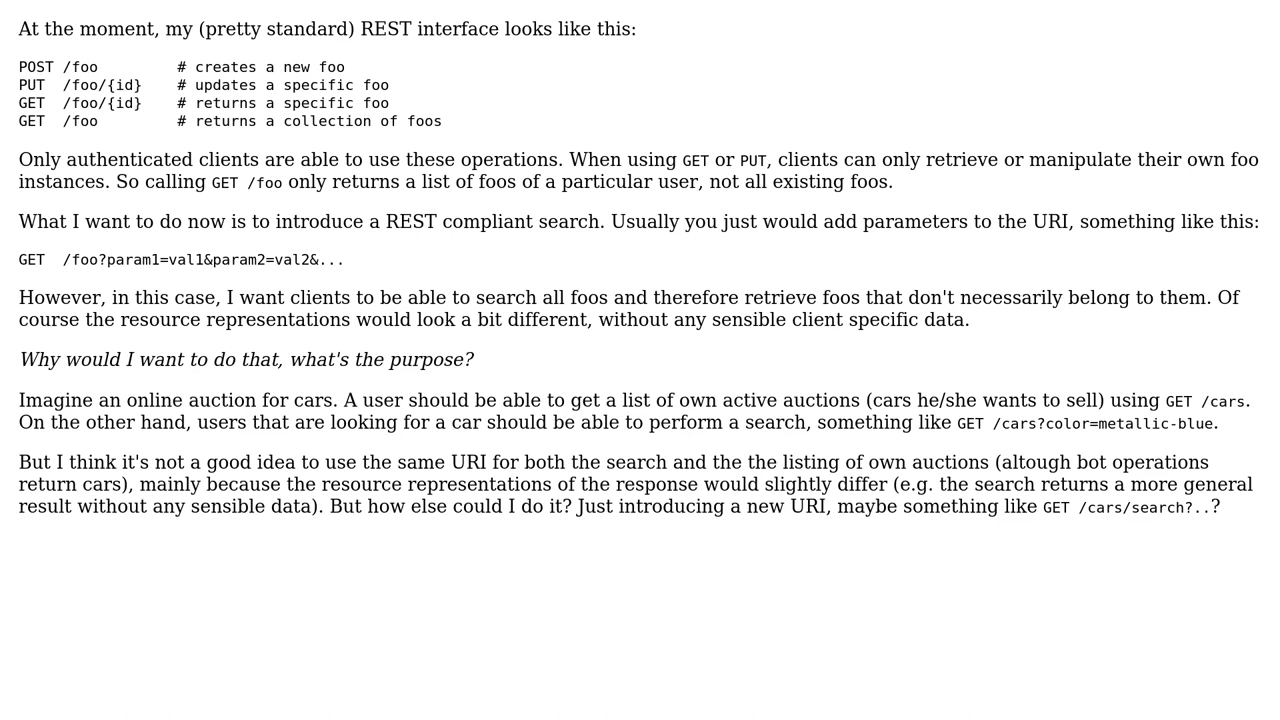 At the moment, my (pretty standard) REST interface looks like this:
POST /foo         # creates a new foo
PUT  /foo/{id}    # updates a specific foo
GET  /foo/{id}    # returns a specific foo
GET  /foo         # returns a collection of foos
Only authenticated clients are able to use these operations. When using GET or PUT, clients can only retrieve or manipulate their own foo
instances. So calling GET /foo only returns a list of foos of a particular user, not all existing foos.
What I want to do now is to introduce a REST compliant search. Usually you just would add parameters to the URI, something like this:
GET  /foo?param1=val1&param2=val2&...
However, in this case, I want clients to be able to search all foos and therefore retrieve foos that don't necessarily belong to them. Of
course the resource representations would look a bit different, without any sensible client specific data.
Why would I want to do that, what's the purpose?
Imagine an online auction for cars. A user should be able to get a list of own active auctions (cars he/she wants to sell) using GET /cars.
On the other hand, users that are looking for a car should be able to perform a search, something like GET /cars?color=metallic-blue.
But I think it's not a good idea to use the same URI for both the search and the the listing of own auctions (altough bot operations
return cars), mainly because the resource representations of the response would slightly differ (e.g. the search returns a more general
result without any sensible data). But how else could I do it? Just introducing a new URI, maybe something like GET /cars/search?..?